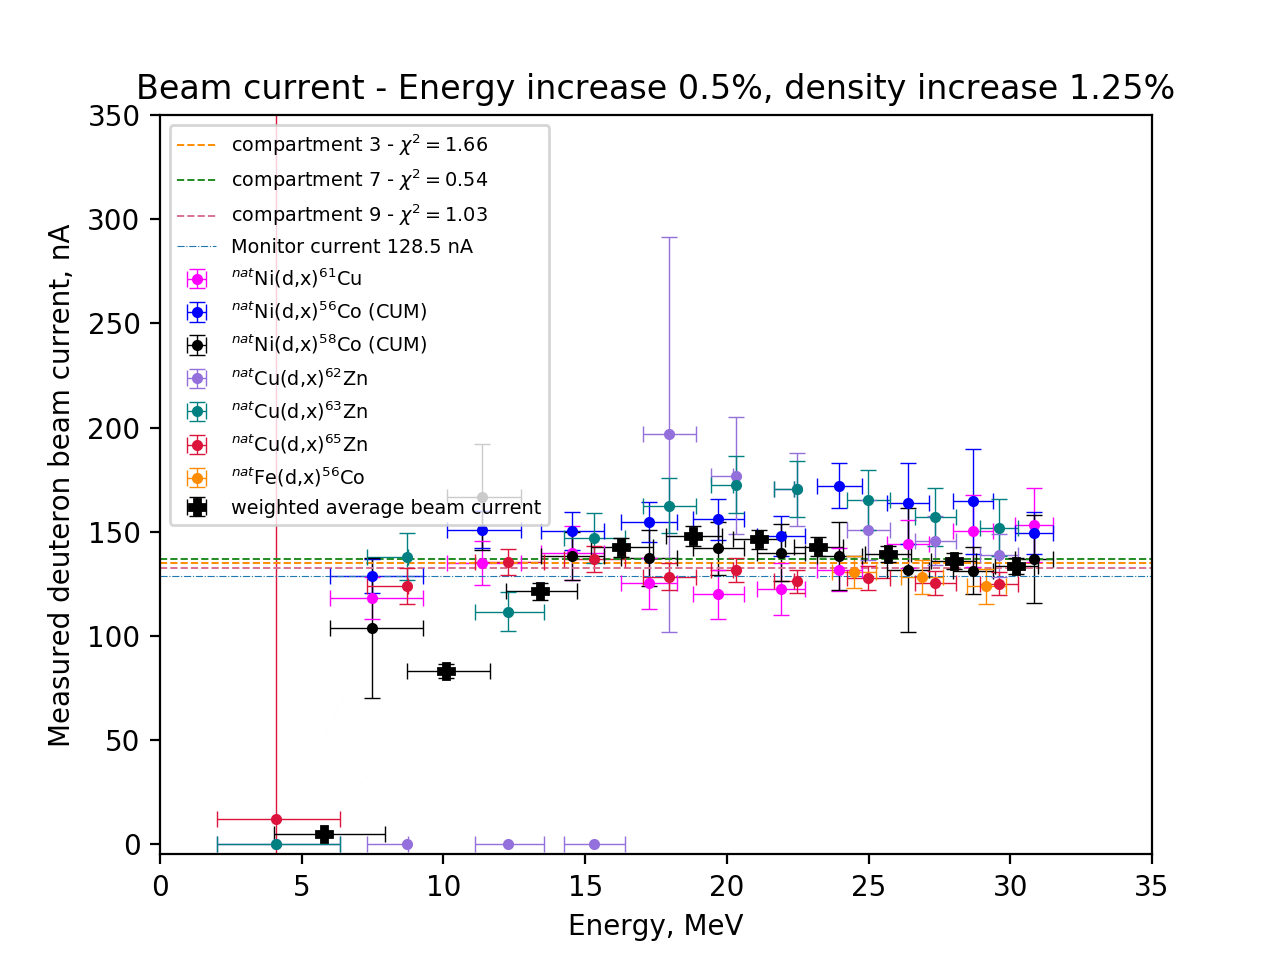 Beam current - Energy increase 0.5%, density increase 1.25%
350
300
250
200
150
100
50
0
Measured deuteron beam current, nA
compartment 3 - χ² = 1.66
compartment 7 - χ² = 0.54
compartment 9 - χ² = 1.03
Monitor current 128.5 nA
ⁿᵃᵗNi(d,x)⁶¹Cu
ⁿᵃᵗNi(d,x)⁵⁶Co (CUM)
ⁿᵃᵗNi(d,x)⁵⁸Co (CUM)
ⁿᵃᵗCu(d,x)⁶²Zn
ⁿᵃᵗCu(d,x)⁶³Zn
ⁿᵃᵗCu(d,x)⁶⁵Zn
ⁿᵃᵗFe(d,x)⁵⁶Co
weighted average beam current
0 5 10 15 20 25 30 35
Energy, MeV